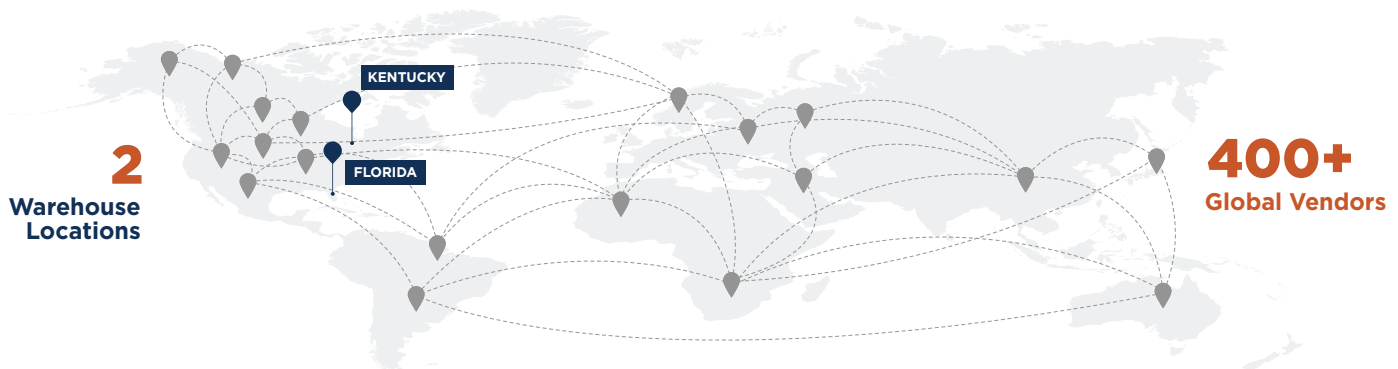 KENTUCKY
FLORIDA
2
Warehouse
Locations
400+
Global Vendors